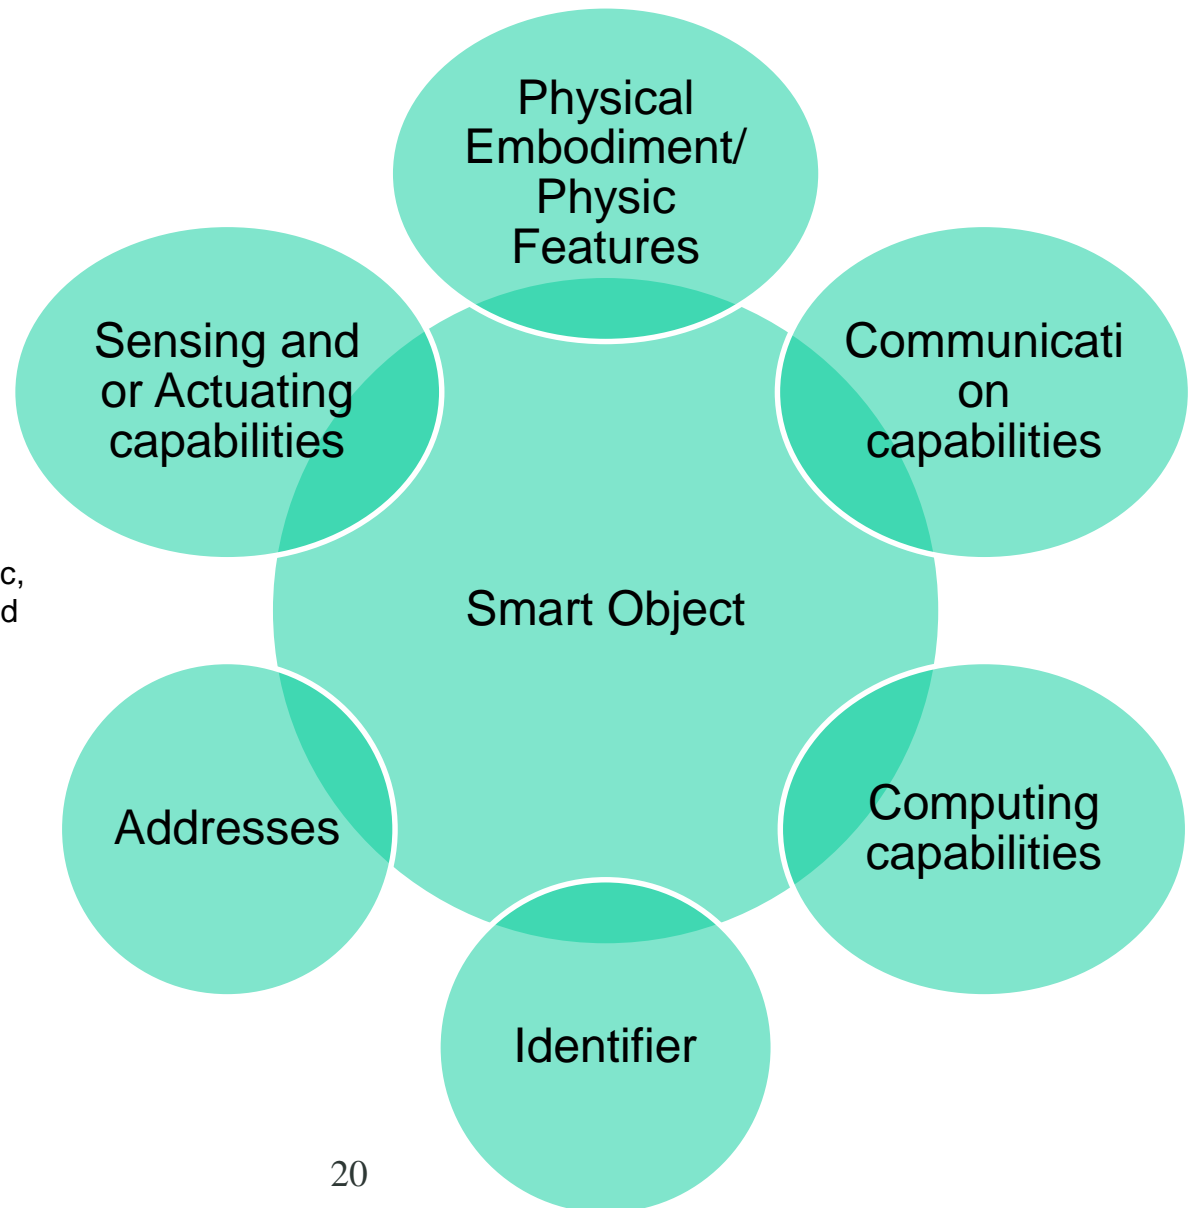 Physical
Embodiment/
Physic
Features
Sensing and
or Actuating
capabilities
Communicati
on
capabilities
c,
d
Smart Object
Addresses
Computing
capabilities
Identifier
20